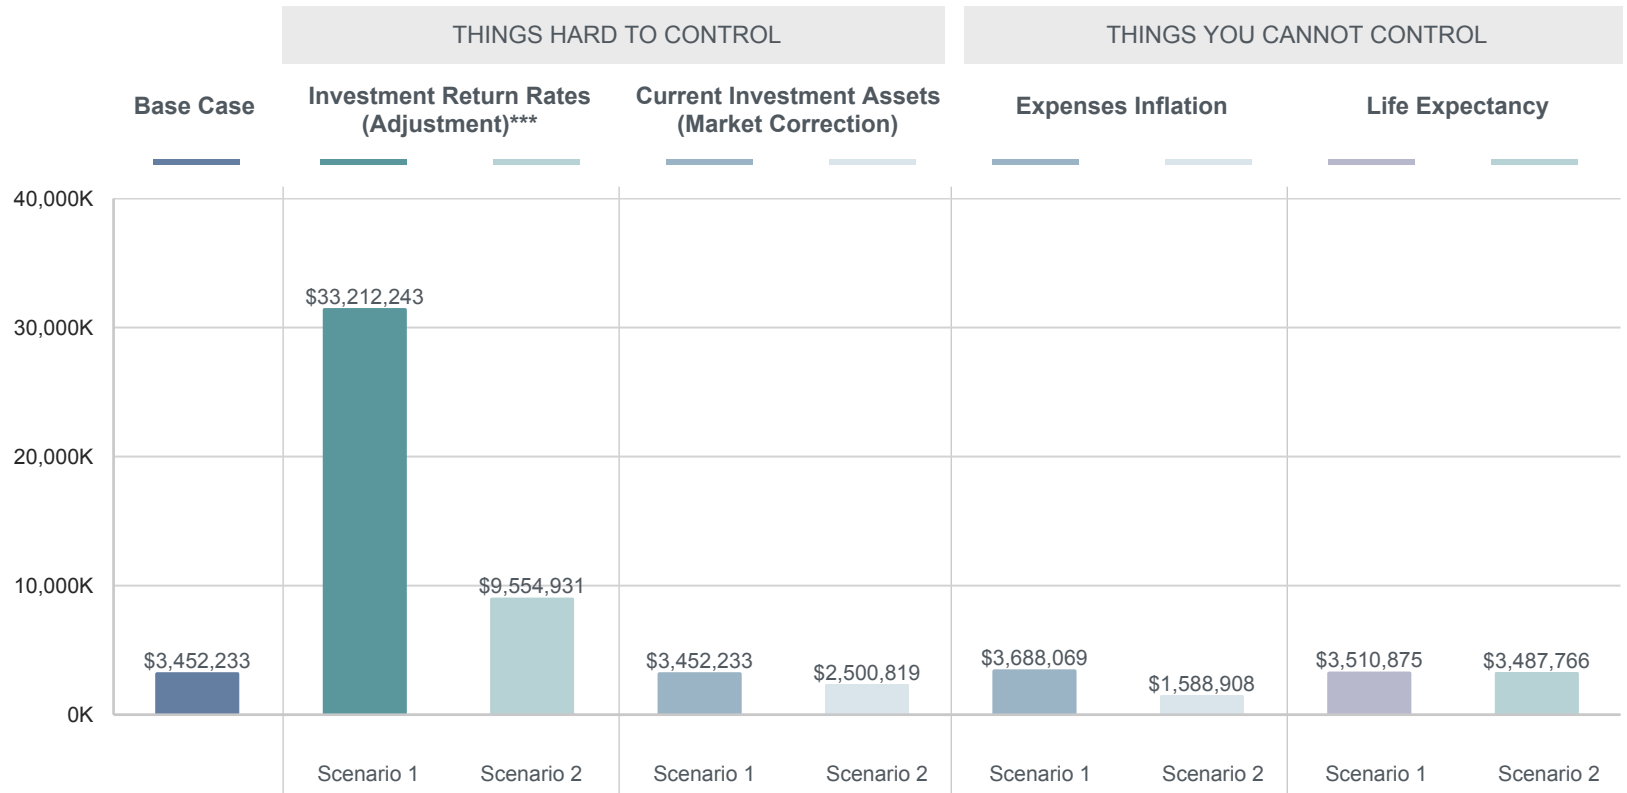 THINGS HARD TO CONTROL
THINGS YOU CANNOT CONTROL
Base Case
Investment Return Rates
(Adjustment)***
Current Investment Assets
(Market Correction)
Expenses Inflation
Life Expectancy
40,000K
30,000K
20,000K
10,000K
0K
$3,452,233
$33,212,243
$9,554,931
$3,452,233
$2,500,819
$3,688,069
$1,588,908
$3,510,875
$3,487,766
Scenario 1
Scenario 2
Scenario 1
Scenario 2
Scenario 1
Scenario 2
Scenario 1
Scenario 2